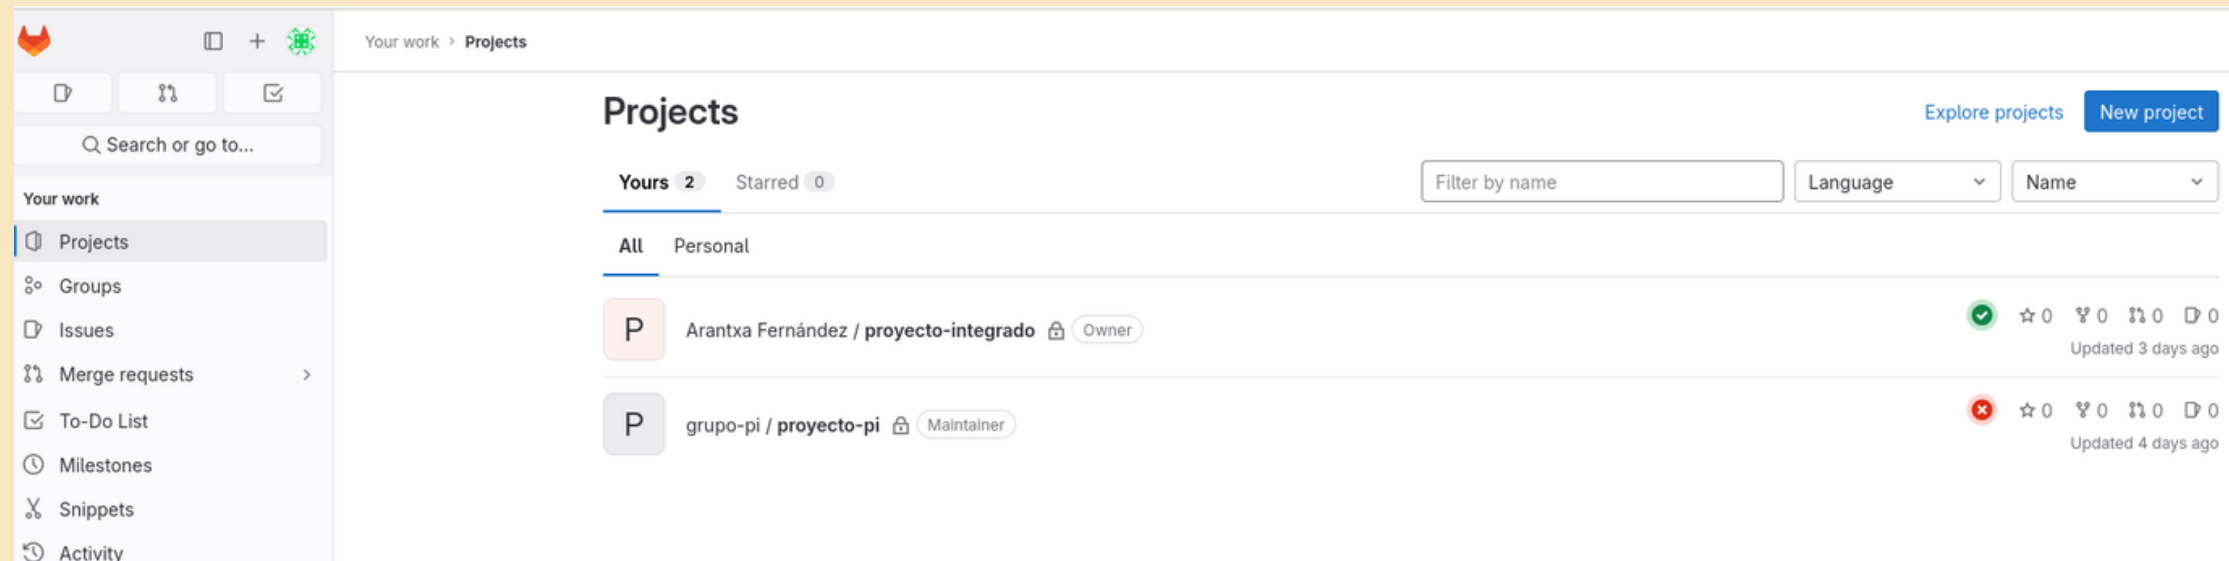 Your work > Projects
Search or go to...
Your work
Projects
Groups
Issues
Merge requests
To-Do List
Milestones
Snippets
Activity
Projects
Explore projects
New project
Yours 2
Starred 0
Filter by name
Language
Name
All
Personal
P
Arantxa Fernández / proyecto-integrado
Owner
0 0 0 0
Updated 3 days ago
P
grupo-pi / proyecto-pi
Maintainer
0 0 0 0
Updated 4 days ago